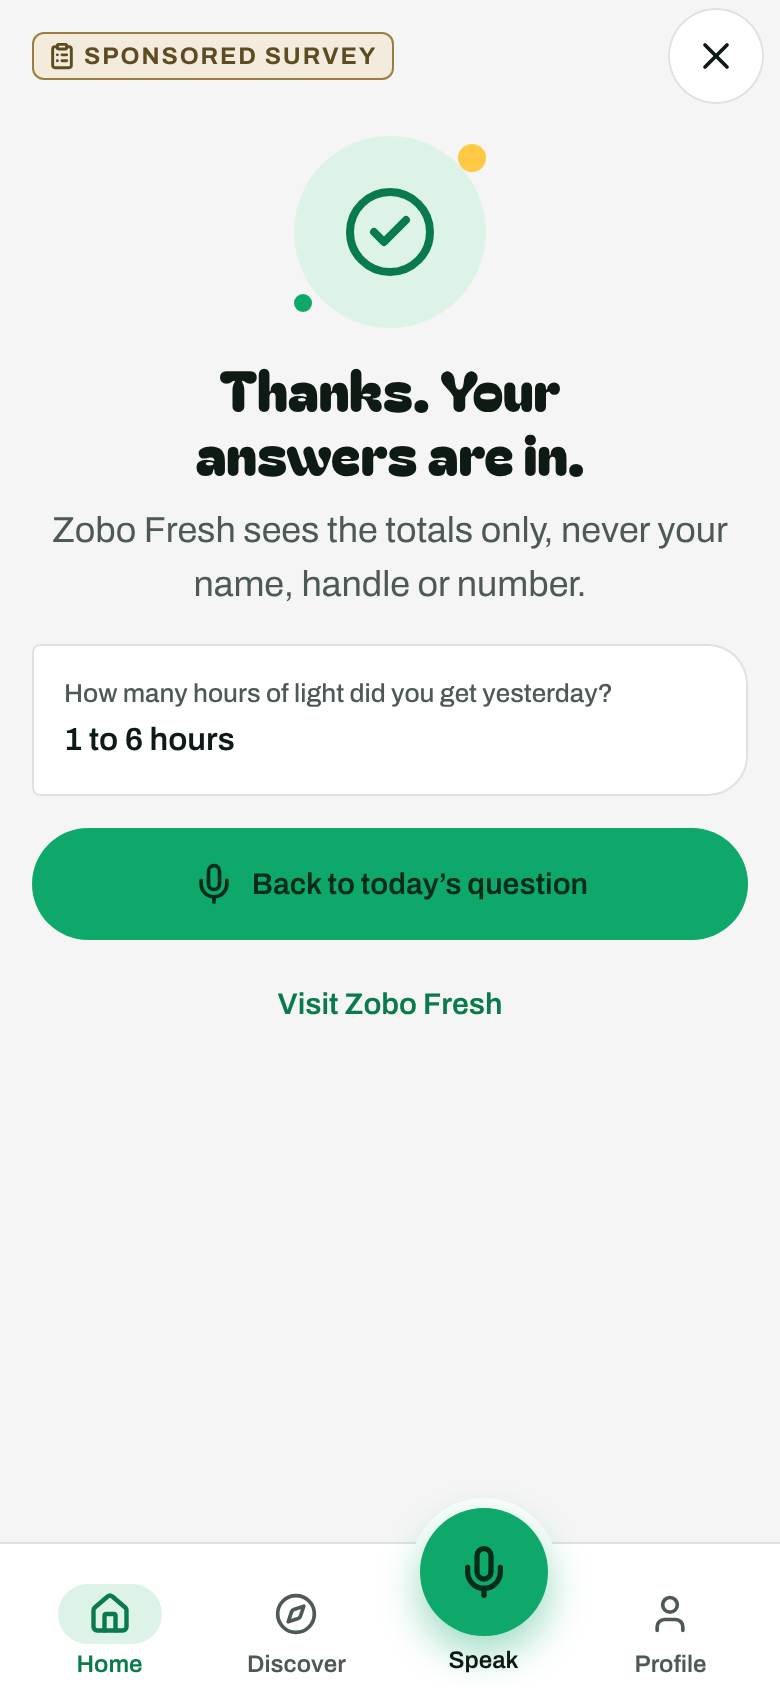 SPONSORED SURVEY
Thanks. Your
answers are in.
Zobo Fresh sees the totals only, never your
name, handle or number.
How many hours of light did you get yesterday?
1 to 6 hours
Back to today’s question
Visit Zobo Fresh
Home
Discover
Speak
Profile